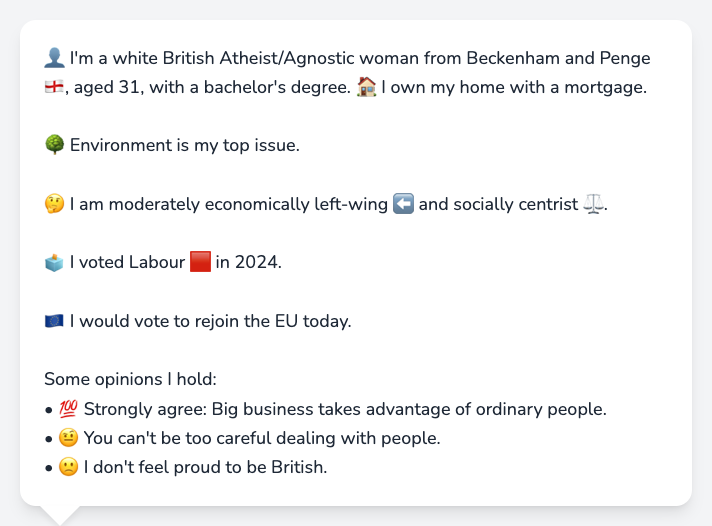 👤 I'm a white British Atheist/Agnostic woman from Beckenham and Penge
🏴󠁧󠁢󠁥󠁮󠁧󠁿, aged 31, with a bachelor's degree. 🏠 I own my home with a mortgage.
🌳 Environment is my top issue.
🤔 I am moderately economically left-wing ⬅️ and socially centrist ⚖️.
🗳️ I voted Labour 🟥 in 2024.
🇪🇺 I would vote to rejoin the EU today.
Some opinions I hold:
• 💯 Strongly agree: Big business takes advantage of ordinary people.
• 🤨 You can't be too careful dealing with people.
• 🙁 I don't feel proud to be British.